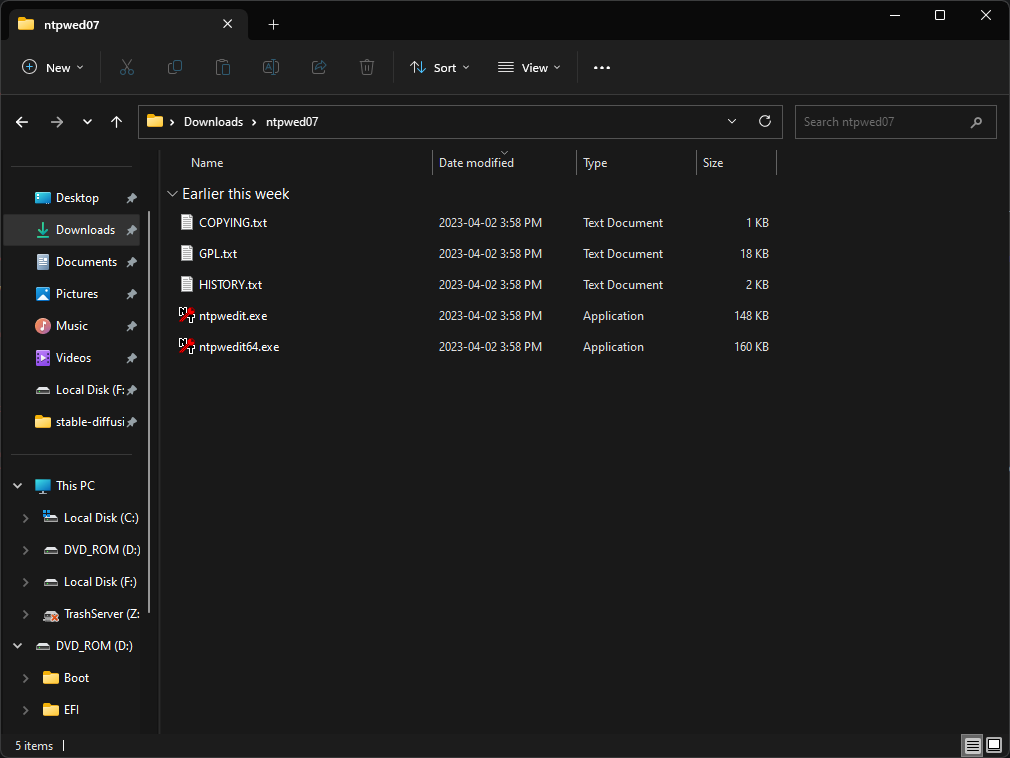 ntpwed07
New
Sort
View
Downloads
ntpwed07
Search ntpwed07
Name Date modified Type Size
Desktop
Downloads
Documents
Pictures
Music
Videos
Local Disk (F:
stable-diffusi
This PC
Local Disk (C:)
DVD_ROM (D:)
Local Disk (F:)
TrashServer (Z:
DVD_ROM (D:)
Boot
EFI
Earlier this week
COPYING.txt 2023-04-02 3:58 PM Text Document 1 KB
GPL.txt 2023-04-02 3:58 PM Text Document 18 KB
HISTORY.txt 2023-04-02 3:58 PM Text Document 2 KB
ntpwedit.exe 2023-04-02 3:58 PM Application 148 KB
ntpwedit64.exe 2023-04-02 3:58 PM Application 160 KB
5 items